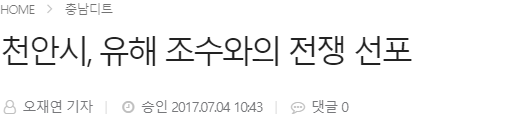 HOME > 충남디트
천안시, 유해 조수와의 전쟁 선포
오재연 기자 | 승인 2017.07.04 10:43 | 댓글 0